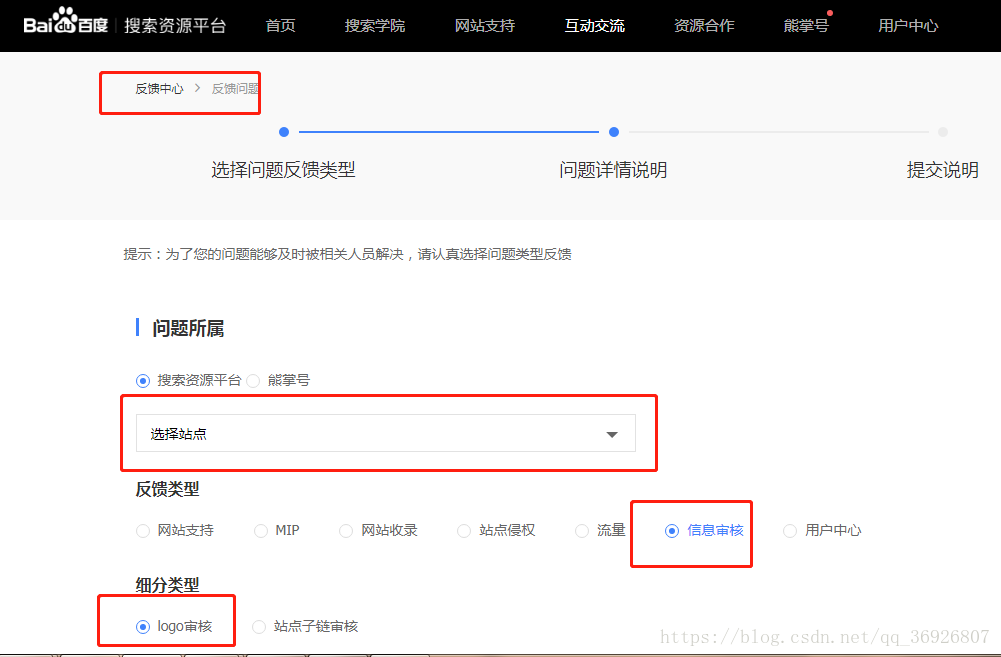 Bai du 百度 搜索资源平台 首页 搜索学院 网站支持 互动交流 资源合作 熊掌号 用户中心
反馈中心 > 反馈问题
选择问题反馈类型 问题详情说明 提交说明
提示：为了您的问题能够及时被相关人员解决，请认真选择问题类型反馈
问题所属
搜索资源平台 熊掌号
选择站点
反馈类型
网站支持 MIP 网站收录 站点侵权 流量 信息审核 用户中心
细分类型
logo审核 站点子链审核
https://blog.csdn.net/qq_36926807